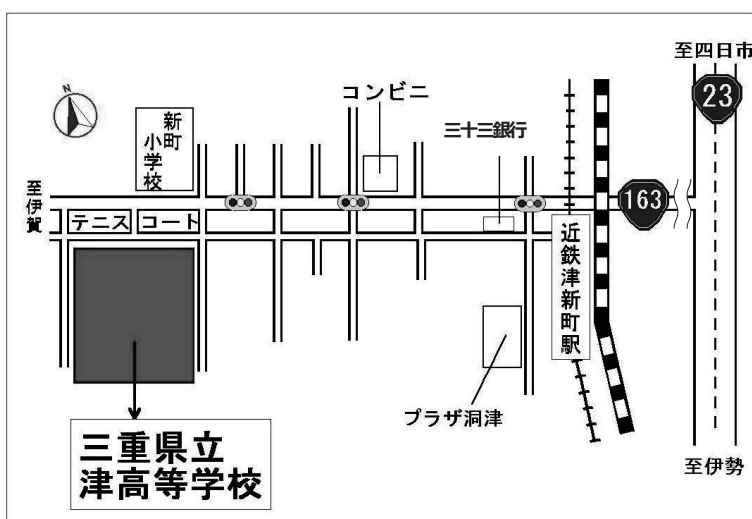 至四日市
23
N
コンビニ
新町
小学校
三十三銀行
至伊賀
163
テニス
コート
近鉄津新町駅
プラザ洞津
三重県立
津高等学校
至伊勢